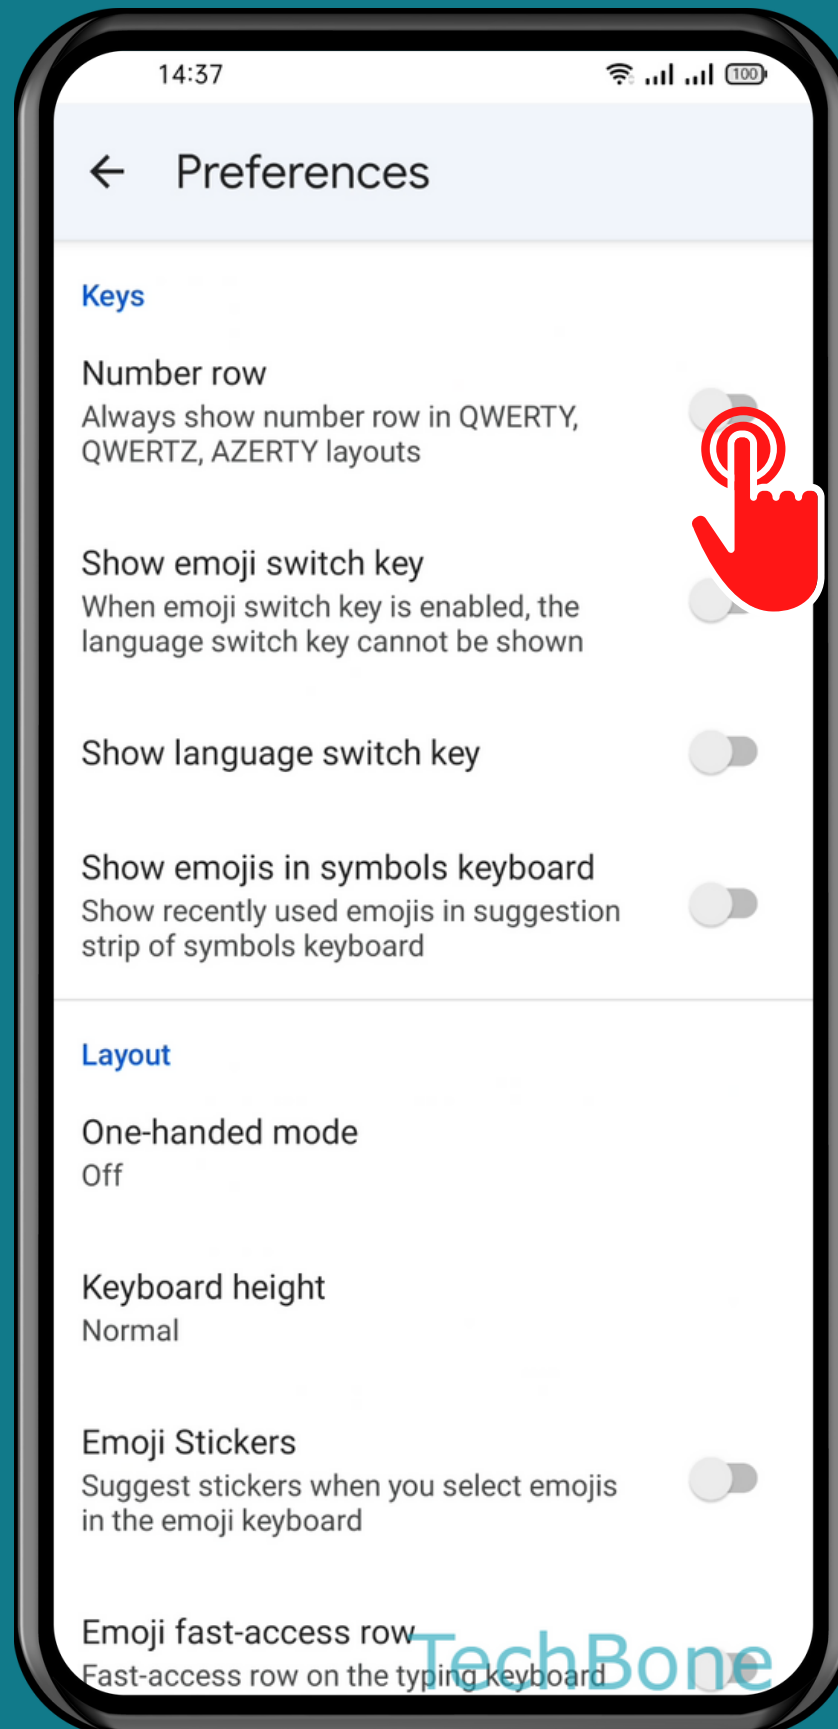 14:37
100
Preferences
Keys
Number row
Always show number row in QWERTY,
QWERTZ, AZERTY layouts
Show emoji switch key
When emoji switch key is enabled, the
language switch key cannot be shown
Show language switch key
Show emojis in symbols keyboard
Show recently used emojis in suggestion
strip of symbols keyboard
Layout
One-handed mode
Off
Keyboard height
Normal
Emoji Stickers
Suggest stickers when you select emojis
in the emoji keyboard
Emoji fast-access row
Fast-access row on the typing keyboard
TechBone